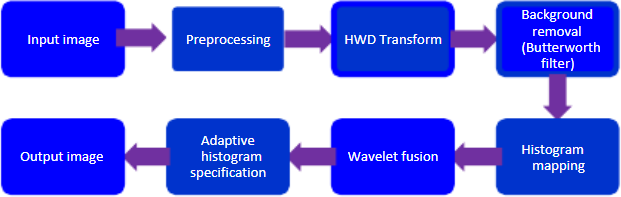 Input image
Preprocessing
HWD Transform
Background
removal
(Butterworth
filter)
Histogram
mapping
Wavelet fusion
Adaptive
histogram
specification
Output image